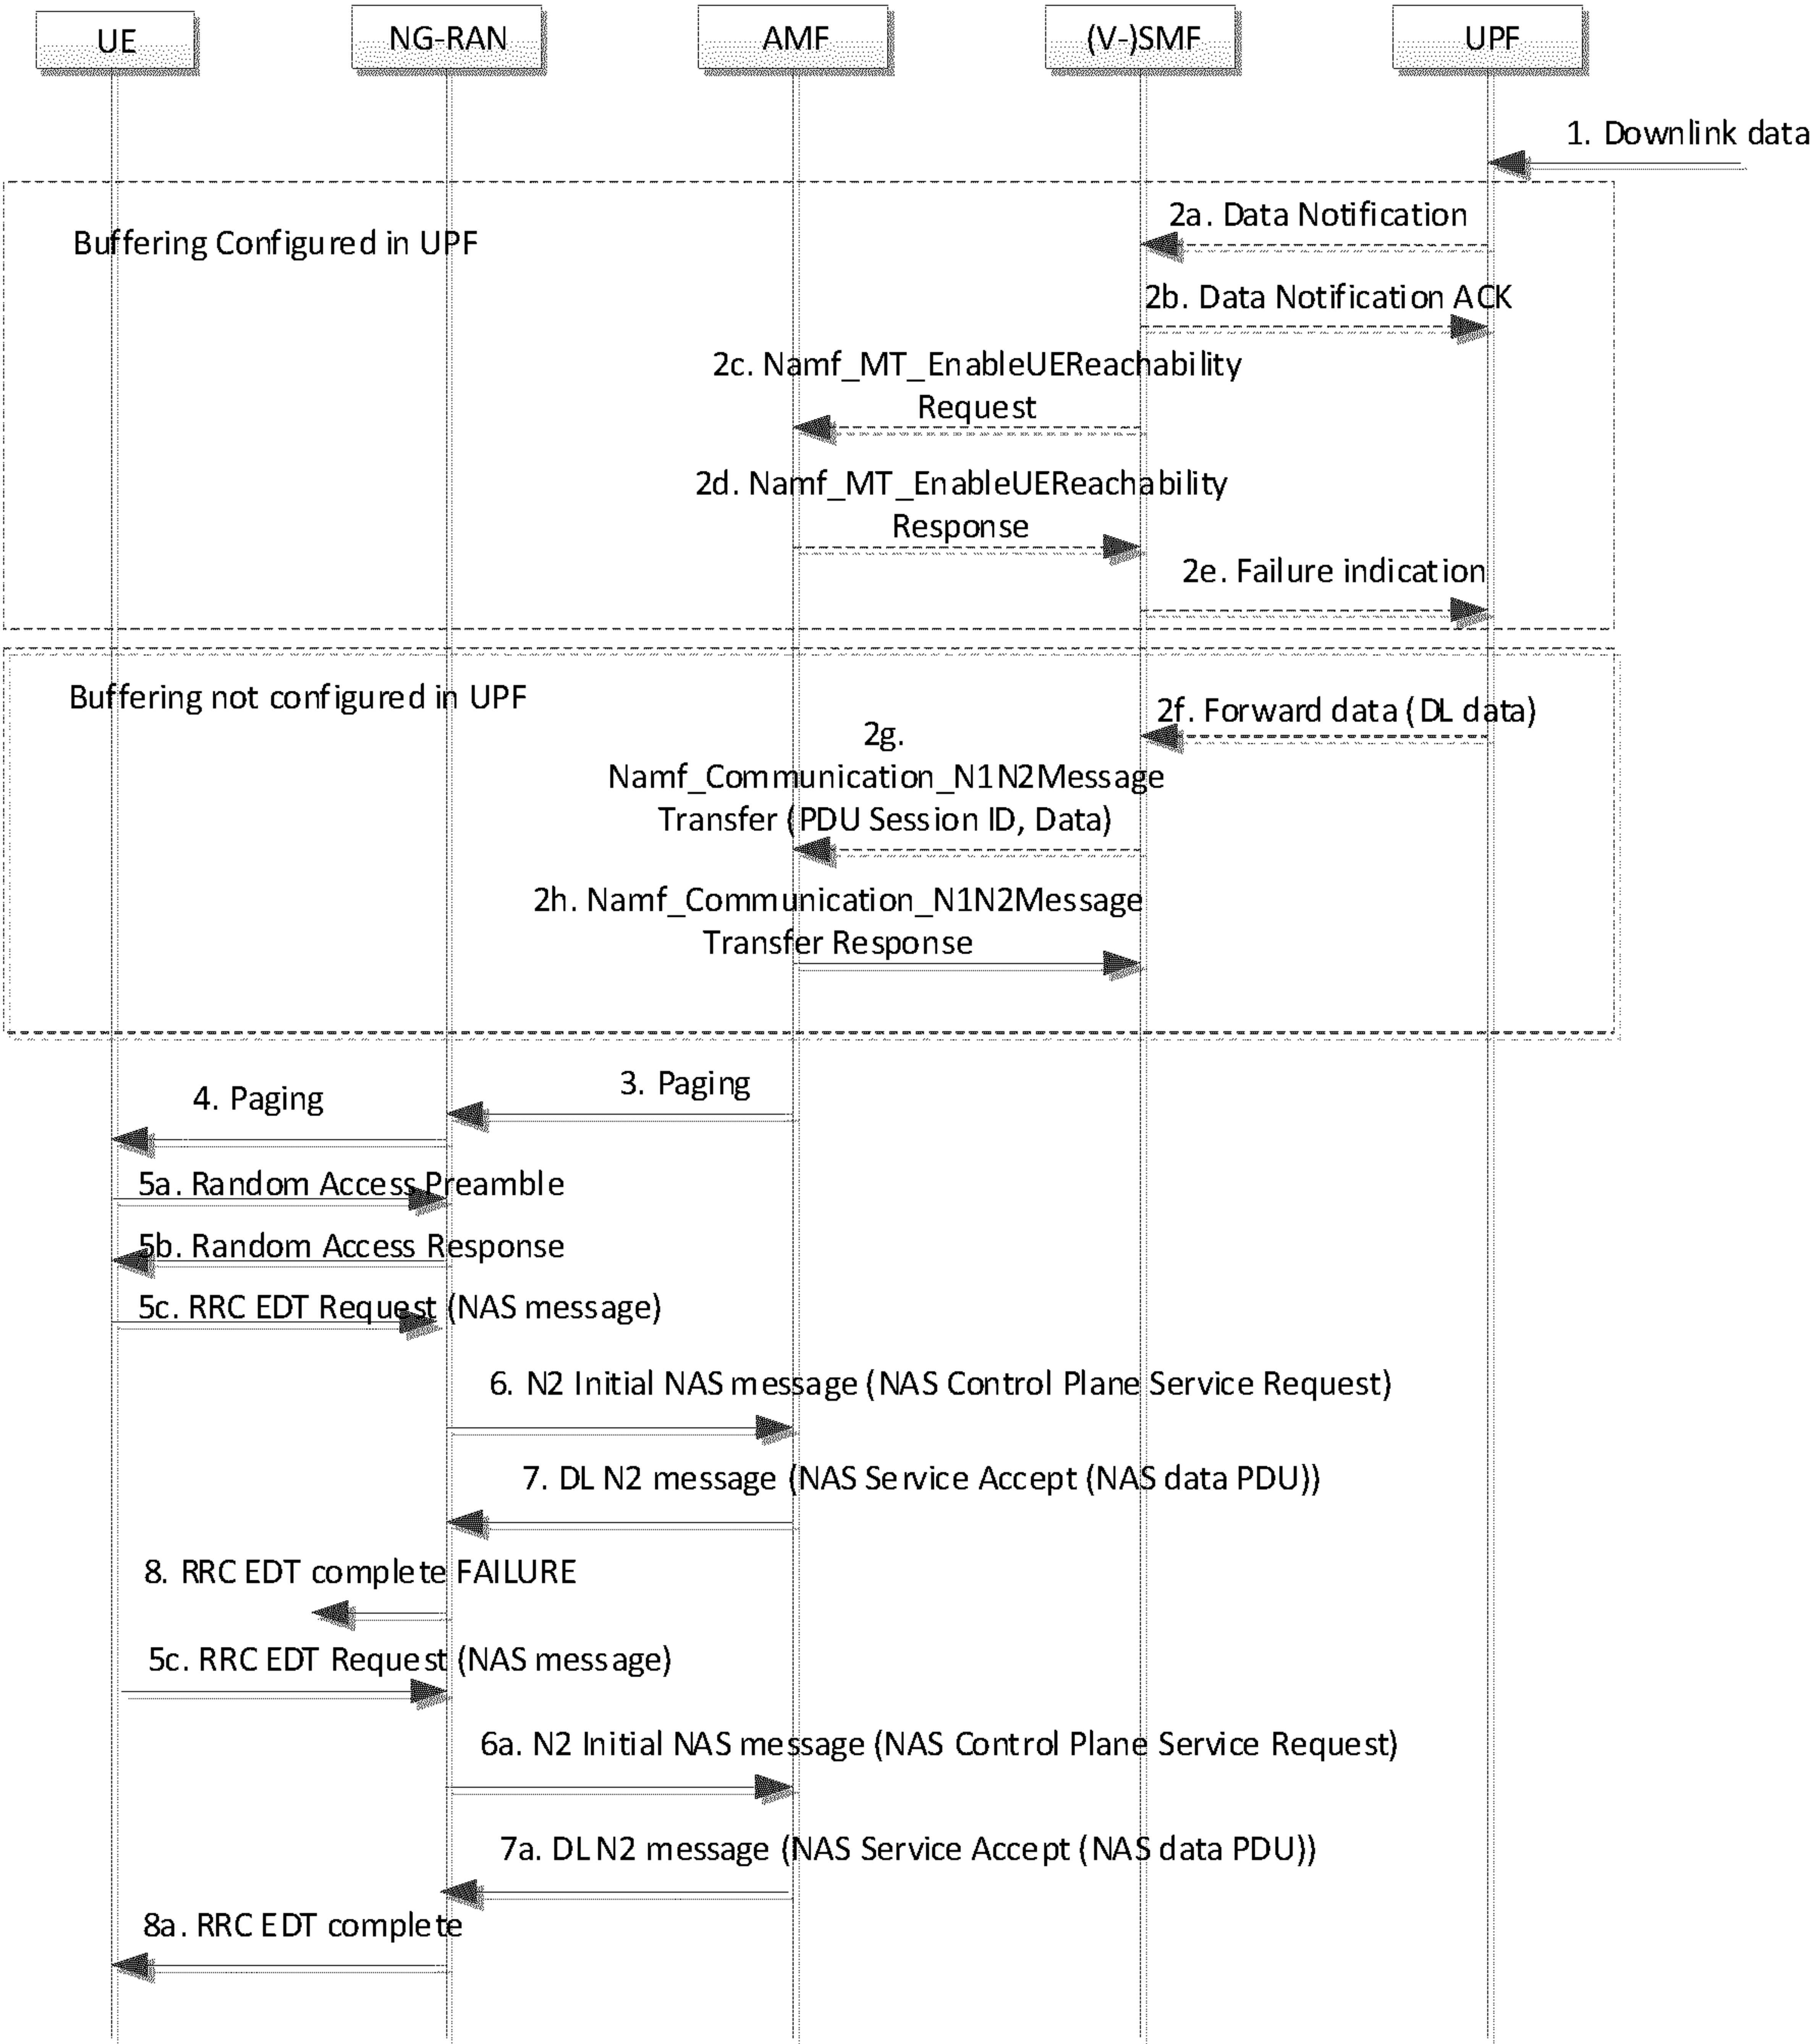 UE
NG-RAN
AMF
(V-)SMF
UPF
1. Downlink data
2a. Data Notification
Buffering Configured in UPF
2b. Data Notification ACK
2c. Namf_MT_EnableUEReachability
Request
2d. Namf_MT_EnableUEReachability
Response
2e. Failure indication
Buffering not configured in UPF
2f. Forward data (DL data)
2g.
Namf_Communication_N1N2Message
Transfer (PDU Session ID, Data)
2h. Namf_Communication_N1N2Message
Transfer Response
3. Paging
4. Paging
5a. Random Access Preamble
5b. Random Access Response
5c. RRC EDT Request (NAS message)
6. N2 Initial NAS message (NAS Control Plane Service Request)
7. DL N2 message (NAS Service Accept (NAS data PDU))
8. RRC EDT complete FAILURE
5c. RRC EDT Request (NAS message)
6a. N2 Initial NAS message (NAS Control Plane Service Request)
7a. DL N2 message (NAS Service Accept (NAS data PDU))
8a. RRC EDT complete